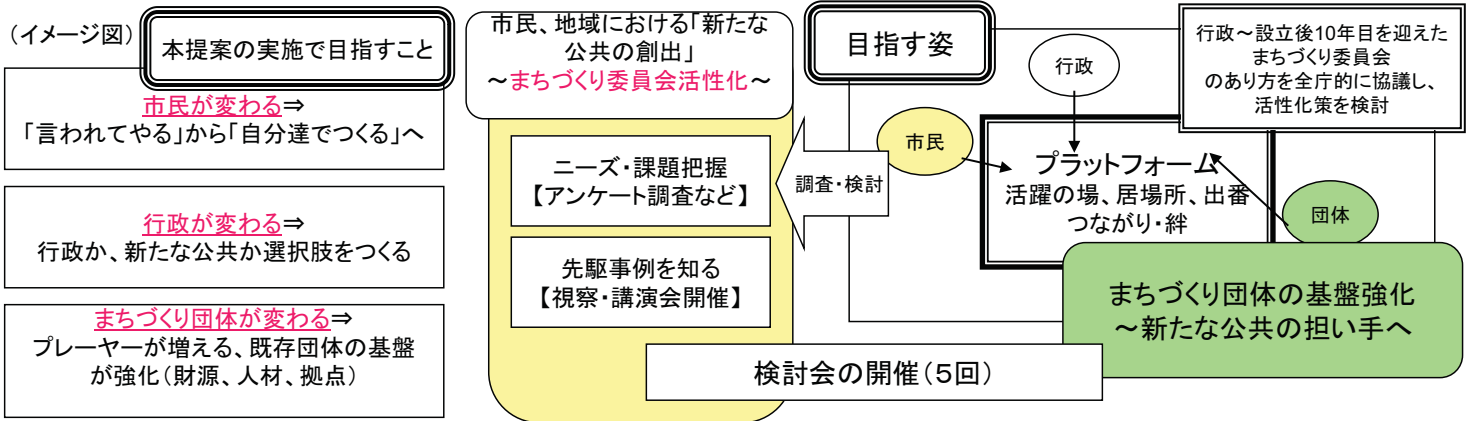 (イメージ図)
本提案の実施で目指すこと
市民が変わる⇒
「言われてやる」から「自分達でつくる」へ
行政が変わる⇒
行政か、新たな公共か選択肢をつくる
まちづくり団体が変わる⇒
プレーヤーが増える、既存団体の基盤
が強化(財源、人材、拠点)
市民、地域における「新たな
公共の創出」
～まちづくり委員会活性化～
ニーズ・課題把握
【アンケート調査など】
先駆事例を知る
【視察・講演会開催】
調査・検討
検討会の開催(5回)
目指す姿
行政
市民
団体
プラットフォーム
活躍の場、居場所、出番
つながり・絆
行政～設立後10年目を迎えた
まちづくり委員会
のあり方を全庁的に協議し、
活性化策を検討
まちづくり団体の基盤強化
～新たな公共の担い手へ